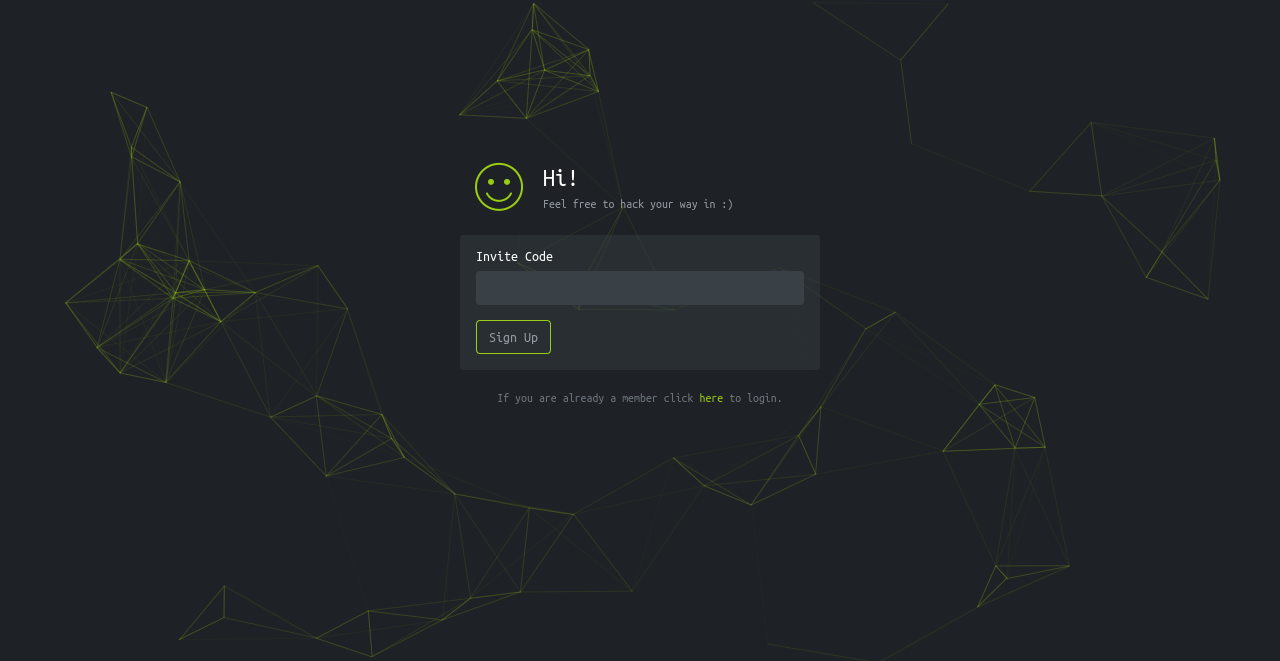 Hi!
Feel free to hack your way in :)
Invite Code
Sign Up
If you are already a member click here to login.